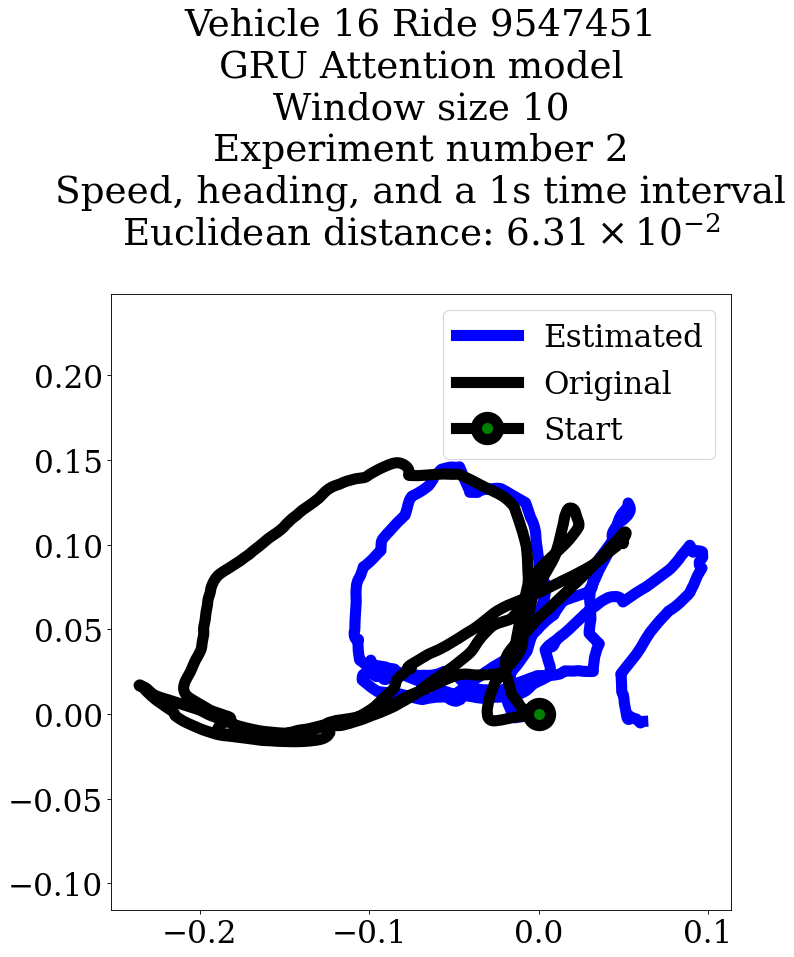 Vehicle 16 Ride 9547451
GRU Attention model
Window size 10
Experiment number 2
Speed, heading, and a 1s time interval
Euclidean distance: 6.31 × 10⁻²
Estimated
Original
Start
0.20
0.15
0.10
0.05
0.00
−0.05
−0.10
−0.2 −0.1 0.0 0.1